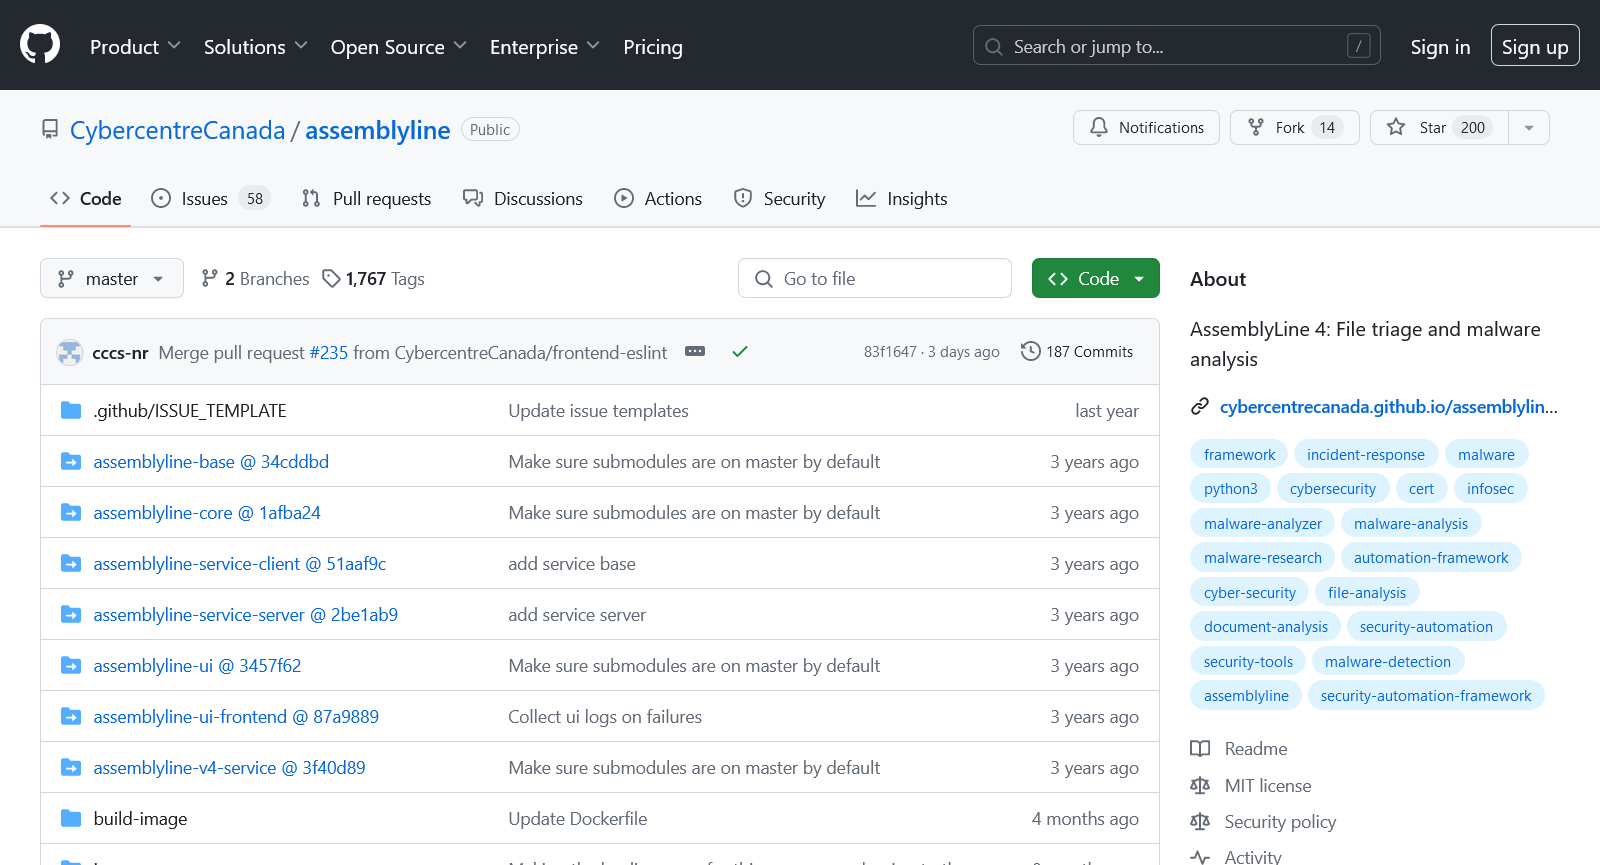 Product Solutions Open Source Enterprise Pricing Search or jump to... / Sign in Sign up
CybercentreCanada / assemblyline Public Notifications Fork 14 Star 200
Code Issues 58 Pull requests Discussions Actions Security Insights
master 2 Branches 1,767 Tags Go to file Code
cccs-nr Merge pull request #235 from CybercentreCanada/frontend-eslint 83f1647 · 3 days ago 187 Commits
.github/ISSUE_TEMPLATE Update issue templates last year
assemblyline-base @ 34cddbd Make sure submodules are on master by default 3 years ago
assemblyline-core @ 1afba24 Make sure submodules are on master by default 3 years ago
assemblyline-service-client @ 51aaf9c add service base 3 years ago
assemblyline-service-server @ 2be1ab9 add service server 3 years ago
assemblyline-ui @ 3457f62 Make sure submodules are on master by default 3 years ago
assemblyline-ui-frontend @ 87a9889 Collect ui logs on failures 3 years ago
assemblyline-v4-service @ 3f40d89 Make sure submodules are on master by default 3 years ago
build-image Update Dockerfile 4 months ago
About
AssemblyLine 4: File triage and malware
analysis
cybercentrecanada.github.io/assemblylin...
framework incident-response malware
python3 cybersecurity cert infosec
malware-analyzer malware-analysis
malware-research automation-framework
cyber-security file-analysis
document-analysis security-automation
security-tools malware-detection
assemblyline security-automation-framework
Readme
MIT license
Security policy
Activity